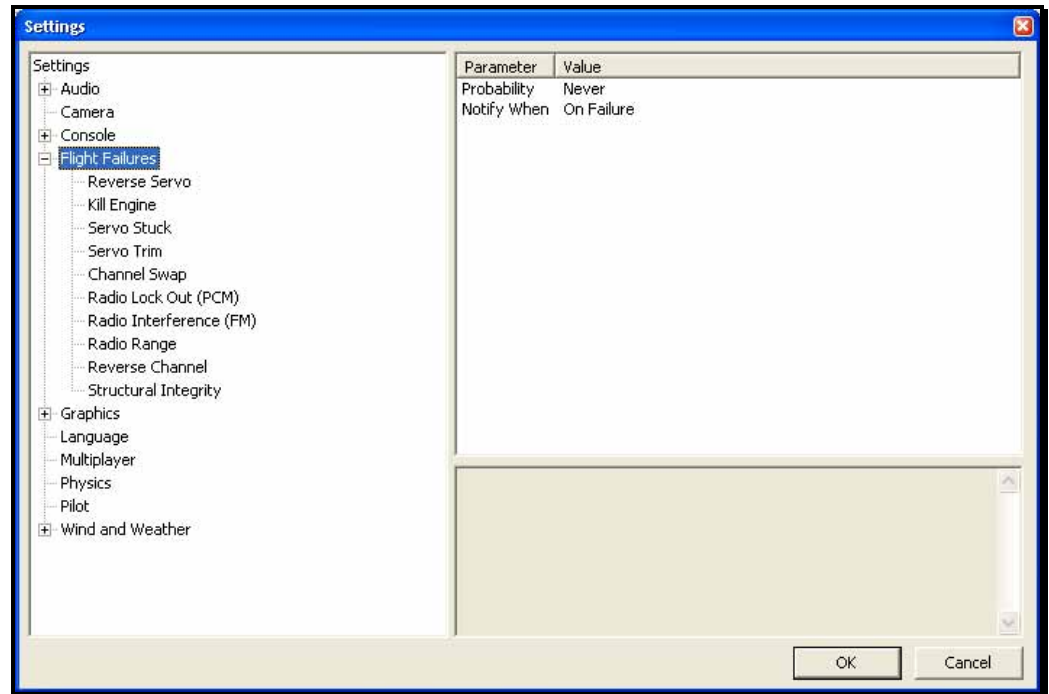 Settings
Settings
Audio
Camera
Console
Flight Failures
Reverse Servo
Kill Engine
Servo Stuck
Servo Trim
Channel Swap
Radio Lock Out (PCM)
Radio Interference (FM)
Radio Range
Reverse Channel
Structural Integrity
Graphics
Language
Multiplayer
Physics
Pilot
Wind and Weather
Parameter Value
Probability Never
Notify When On Failure
OK Cancel